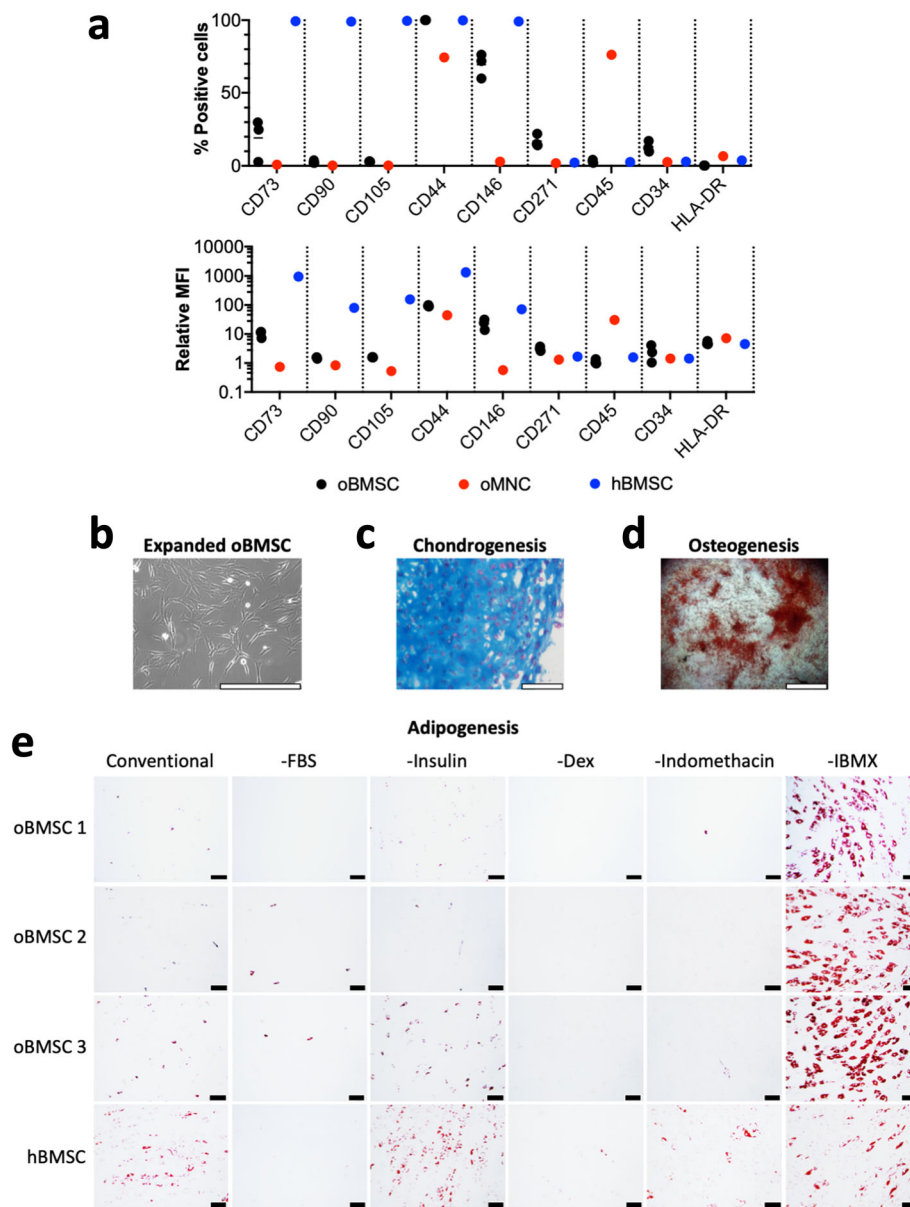 a
% Positive cells
100
50
0
CD73 CD90 CD105 CD44 CD146 CD271 CD45 CD34 HLA-DR
Relative MFI
10000
1000
100
10
1
0.1
CD73 CD90 CD105 CD44 CD146 CD271 CD45 CD34 HLA-DR
oBMSC oMNC hBMSC
b Expanded oBMSC
c Chondrogenesis
d Osteogenesis
e Adipogenesis
Conventional -FBS -Insulin -Dex -Indomethacin -IBMX
oBMSC 1
oBMSC 2
oBMSC 3
hBMSC